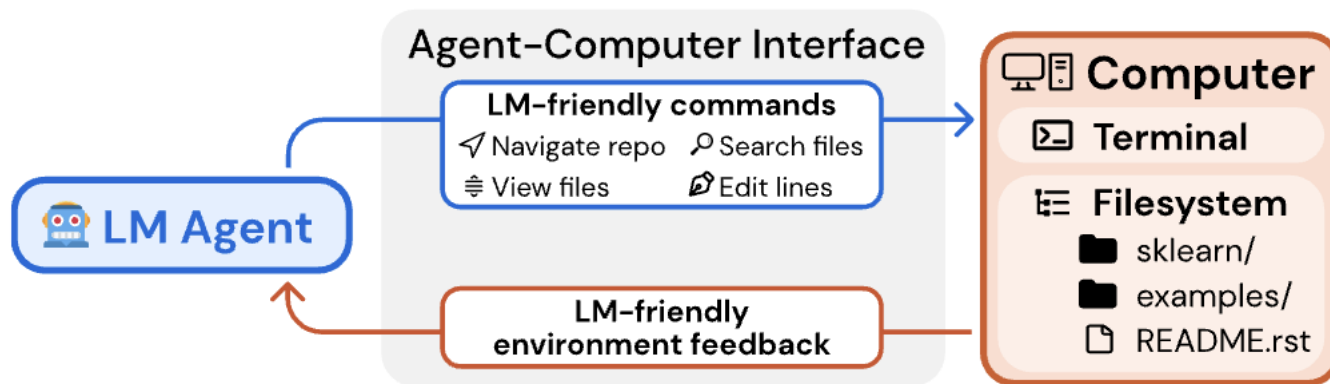 Agent-Computer Interface
LM-friendly commands
Navigate repo Search files
View files Edit lines
LM Agent
LM-friendly
environment feedback
Computer
Terminal
Filesystem
sklearn/
examples/
README.rst